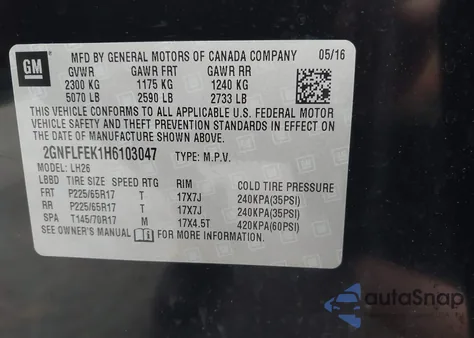 GM
MFD BY GENERAL MOTORS OF CANADA COMPANY 05/16
GVWR GAWR FRT GAWR RR
2300 KG 1175 KG 1240 KG
5070 LB 2590 LB 2733 LB
THIS VEHICLE CONFORMS TO ALL APPLICABLE U.S. FEDERAL MOTOR
VEHICLE SAFETY, BUMPER, AND THEFT PREVENTION STANDARDS IN EFFECT ON THE
DATE OF MANUFACTURE SHOWN ABOVE.
2GNFLFEK1H6103047 TYPE: M.P.V.
MODEL: LH26
LBBD TIRE SIZE SPEED RTG RIM COLD TIRE PRESSURE
FRT P225/65R17 T 17X7J 240KPA(35PSI)
RR P225/65R17 T 17X7J 240KPA(35PSI)
SPA T145/70R17 M 17X4.5T 420KPA(60PSI)
SEE OWNER'S MANUAL FOR MORE INFORMATION.
autoSnap